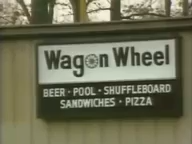 Wagon Wheel
BEER · POOL · SHUFFLEBOARD
SANDWICHES · PIZZA